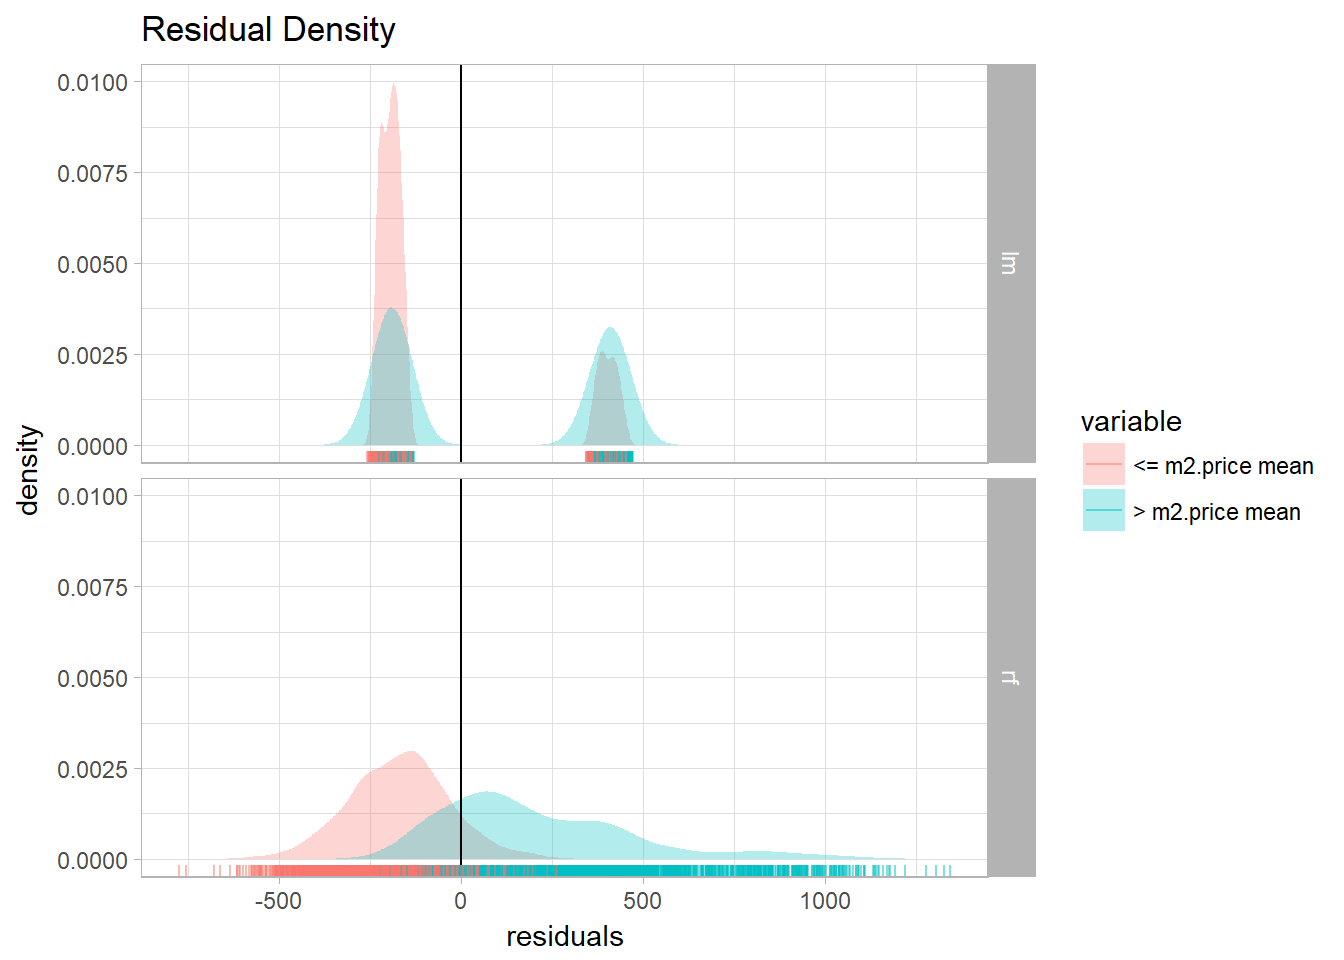 Residual Density
0.0100
0.0075
0.0050
0.0025
0.0000
lm
0.0100
0.0075
0.0050
0.0025
0.0000
rf
-500 0 500 1000
residuals
density
variable
<= m2.price mean
> m2.price mean